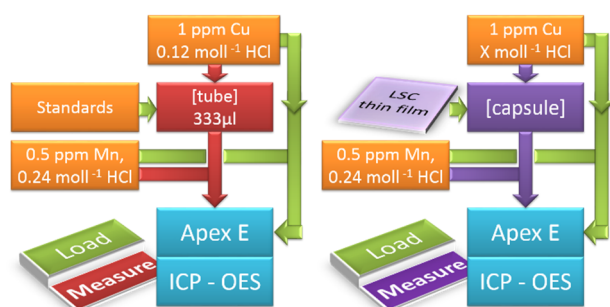 1 ppm Cu
0.12 moll⁻¹ HCl
Standards
[tube]
333µl
0.5 ppm Mn,
0.24 moll⁻¹ HCl
Apex E
ICP - OES
Load
Measure
1 ppm Cu
X moll⁻¹ HCl
LSC
thin film
[capsule]
0.5 ppm Mn,
0.24 moll⁻¹ HCl
Apex E
ICP - OES
Load
Measure